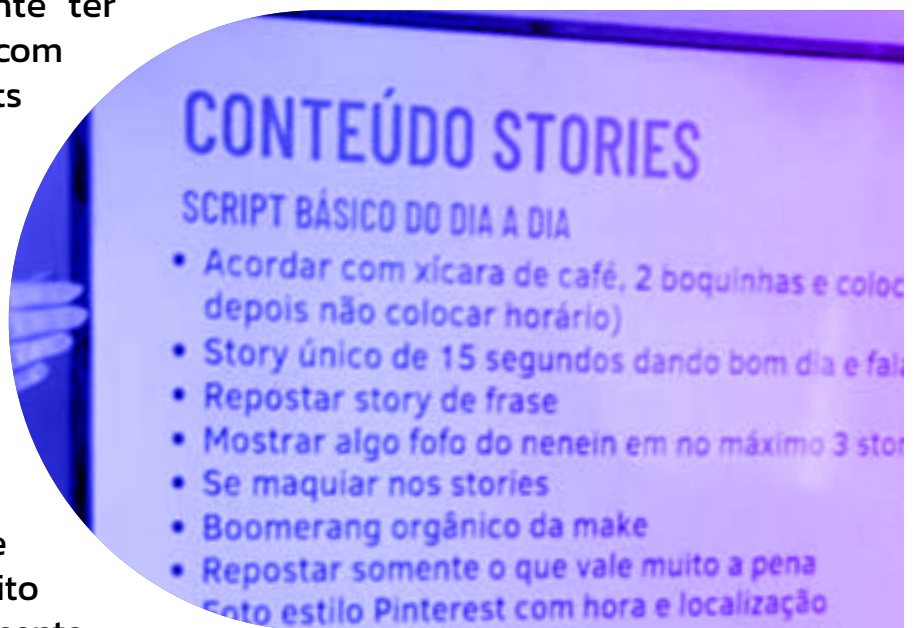 nte ter
com
ts
CONTEÚDO STORIES
SCRIPT BÁSICO DO DIA A DIA
• Acordar com xícara de café, 2 boquinhas e coloc
depois não colocar horário)
• Story único de 15 segundos dando bom dia e fala
• Repostar story de frase
• Mostrar algo fofo do nenein em no máximo 3 stor
• Se maquiar nos stories
• Boomerang orgânico da make
• Repostar somente o que vale muito a pena
Foto estilo Pinterest com hora e localização
e
ito